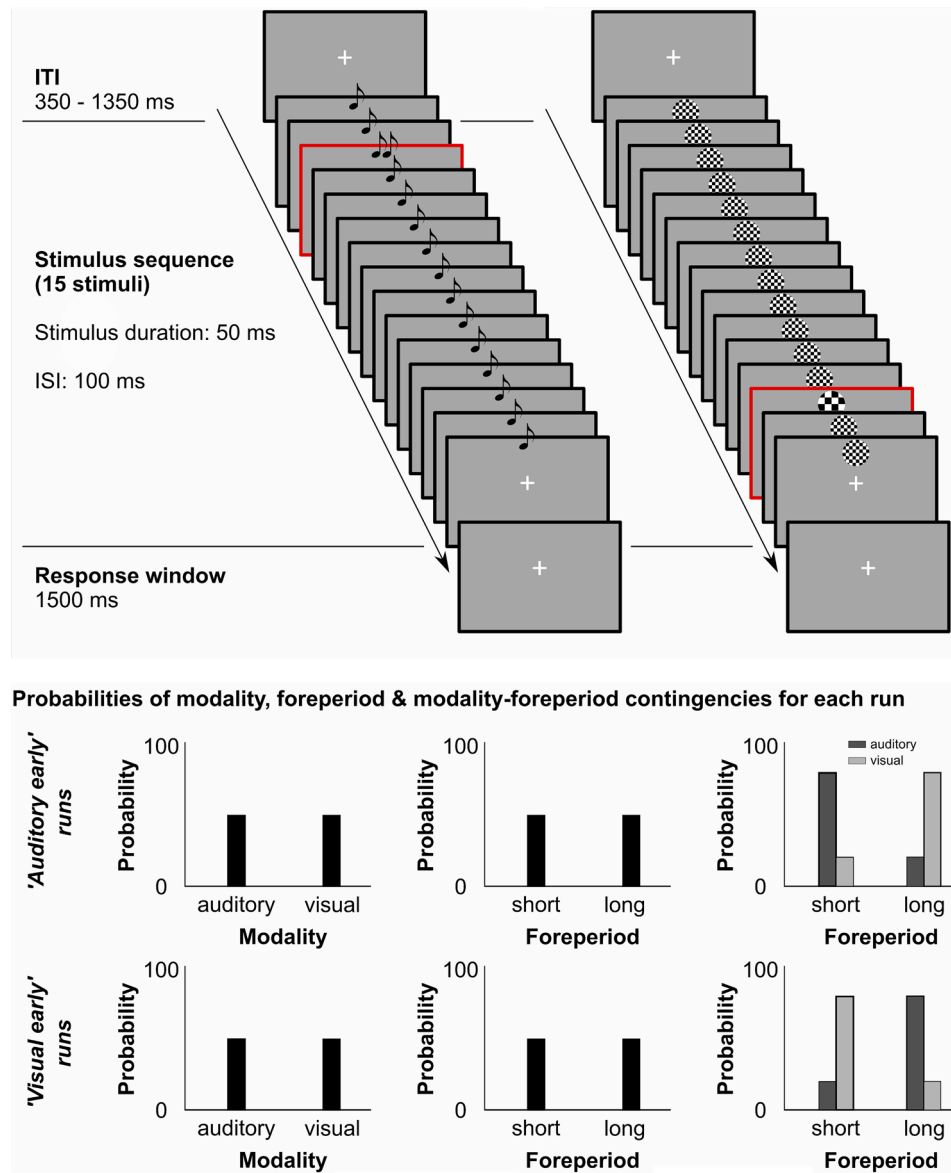 ITI
350 - 1350 ms
Stimulus sequence
(15 stimuli)
Stimulus duration: 50 ms
ISI: 100 ms
Response window
1500 ms
Probabilities of modality, foreperiod & modality-foreperiod contingencies for each run
'Auditory early'
runs
100
Probability
0
auditory visual
Modality
100
Probability
0
short long
Foreperiod
100
Probability
0
auditory
visual
short long
Foreperiod
'Visual early'
runs
100
Probability
0
auditory visual
Modality
100
Probability
0
short long
Foreperiod
100
Probability
0
short long
Foreperiod